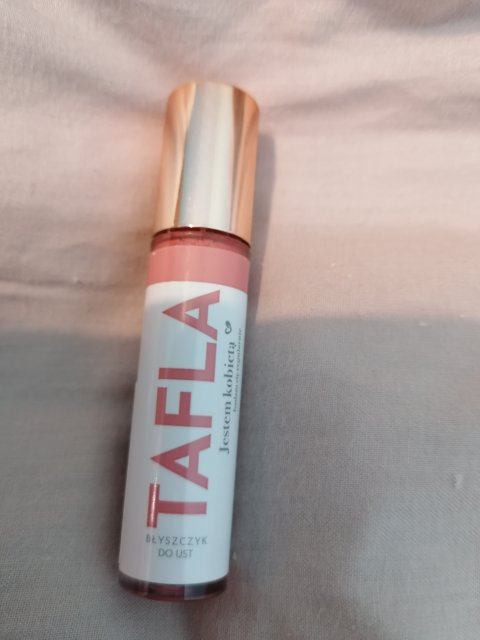 TAFLA
Jestem kobietą
BŁYSZCZYK
DO UST